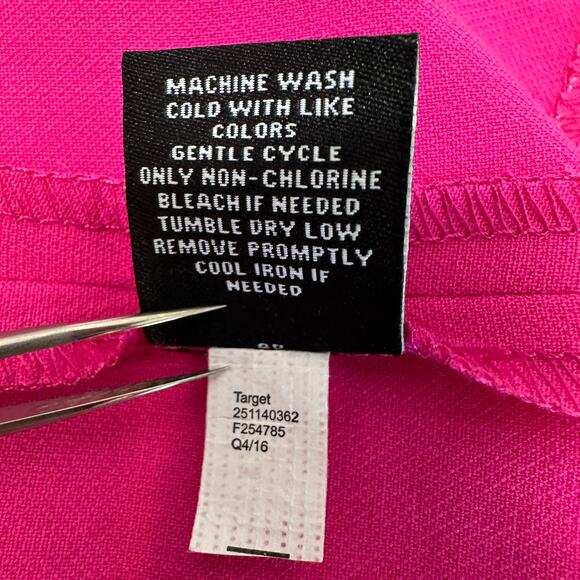 MACHINE WASH
COLD WITH LIKE
COLORS
GENTLE CYCLE
ONLY NON-CHLORINE
BLEACH IF NEEDED
TUMBLE DRY LOW
REMOVE PROMPTLY
COOL IRON IF
NEEDED
Target
251140362
F254785
Q4/16